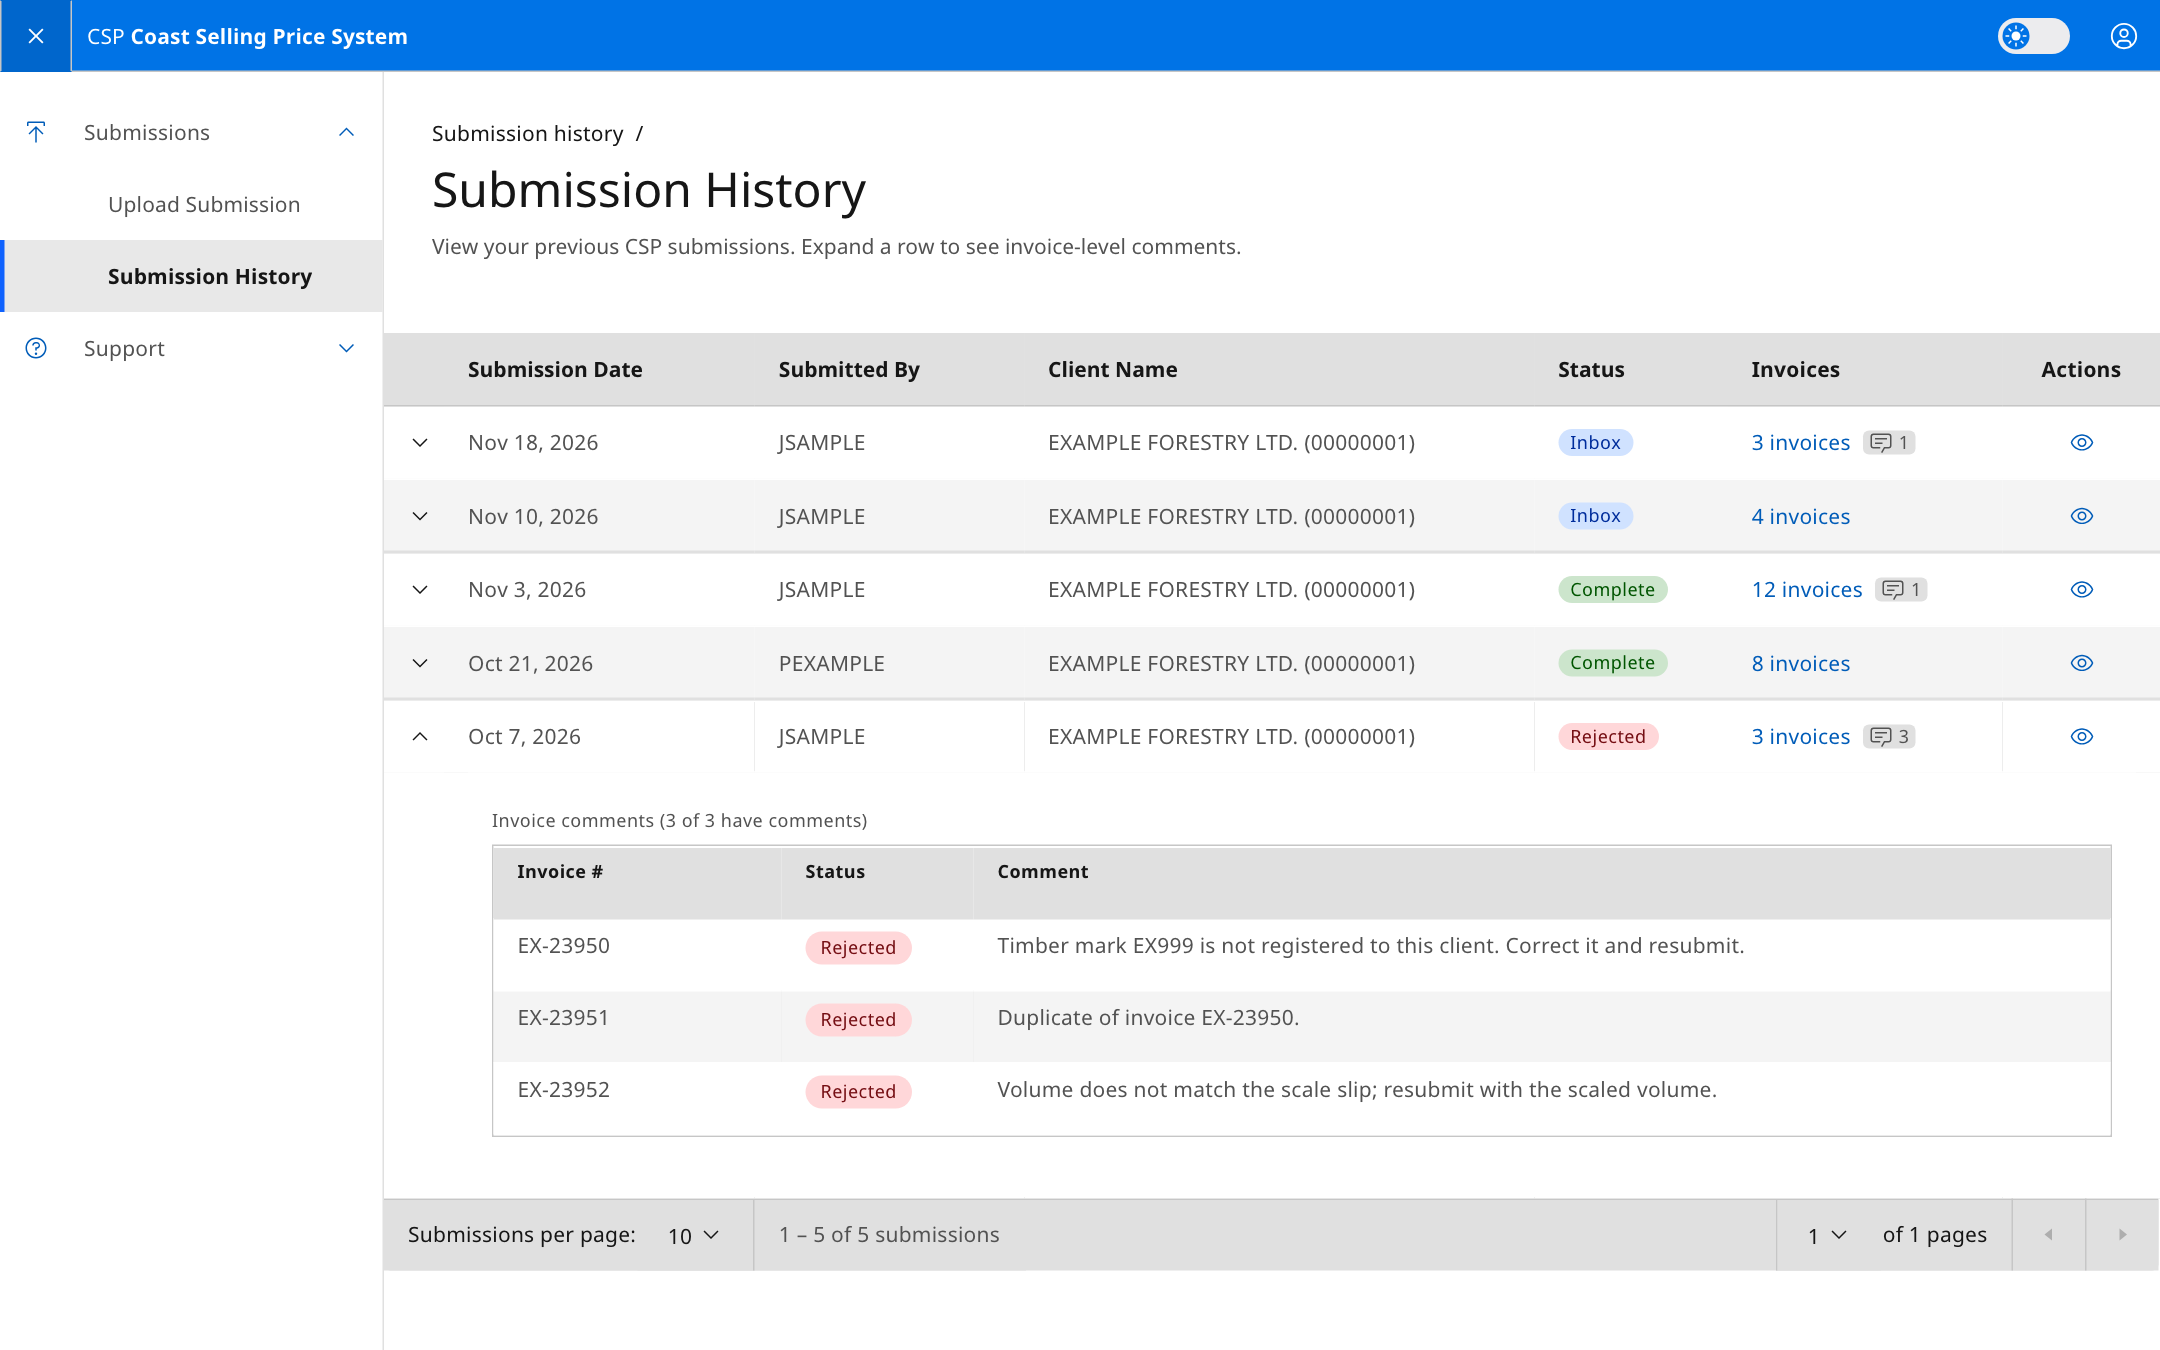 CSP Coast Selling Price System
Submissions
Upload Submission
Submission History
Support
Submission history /
Submission History
View your previous CSP submissions. Expand a row to see invoice-level comments.
Submission Date Submitted By Client Name Status Invoices Actions
Nov 18, 2026 JSAMPLE EXAMPLE FORESTRY LTD. (00000001) Inbox 3 invoices 1
Nov 10, 2026 JSAMPLE EXAMPLE FORESTRY LTD. (00000001) Inbox 4 invoices
Nov 3, 2026 JSAMPLE EXAMPLE FORESTRY LTD. (00000001) Complete 12 invoices 1
Oct 21, 2026 PEXAMPLE EXAMPLE FORESTRY LTD. (00000001) Complete 8 invoices
Oct 7, 2026 JSAMPLE EXAMPLE FORESTRY LTD. (00000001) Rejected 3 invoices 3
Invoice comments (3 of 3 have comments)
Invoice # Status Comment
EX-23950 Rejected Timber mark EX999 is not registered to this client. Correct it and resubmit.
EX-23951 Rejected Duplicate of invoice EX-23950.
EX-23952 Rejected Volume does not match the scale slip; resubmit with the scaled volume.
Submissions per page: 10 1 – 5 of 5 submissions 1 of 1 pages